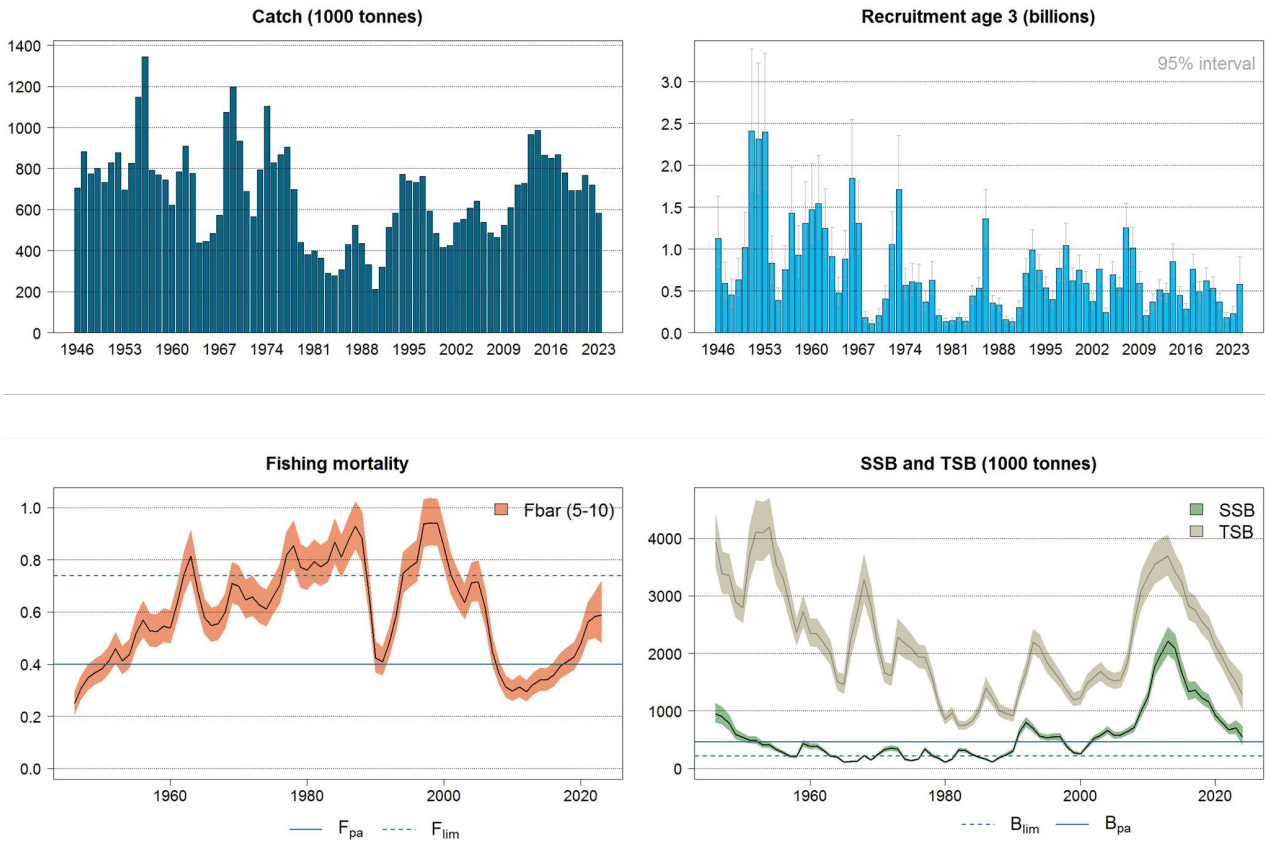 Catch (1000 tonnes)
1400
1200
1000
800
600
400
200
0
1946 1953 1960 1967 1974 1981 1988 1995 2002 2009 2016 2023
Recruitment age 3 (billions)
95% interval
3.0
2.5
2.0
1.5
1.0
0.5
0.0
1946 1953 1960 1967 1974 1981 1988 1995 2002 2009 2016 2023
Fishing mortality
Fbar (5-10)
1.0
0.8
0.6
0.4
0.2
0.0
1960 1980 2000 2020
Fpa Flim
SSB and TSB (1000 tonnes)
SSB
TSB
4000
3000
2000
1000
0
1960 1980 2000 2020
Blim Bpa